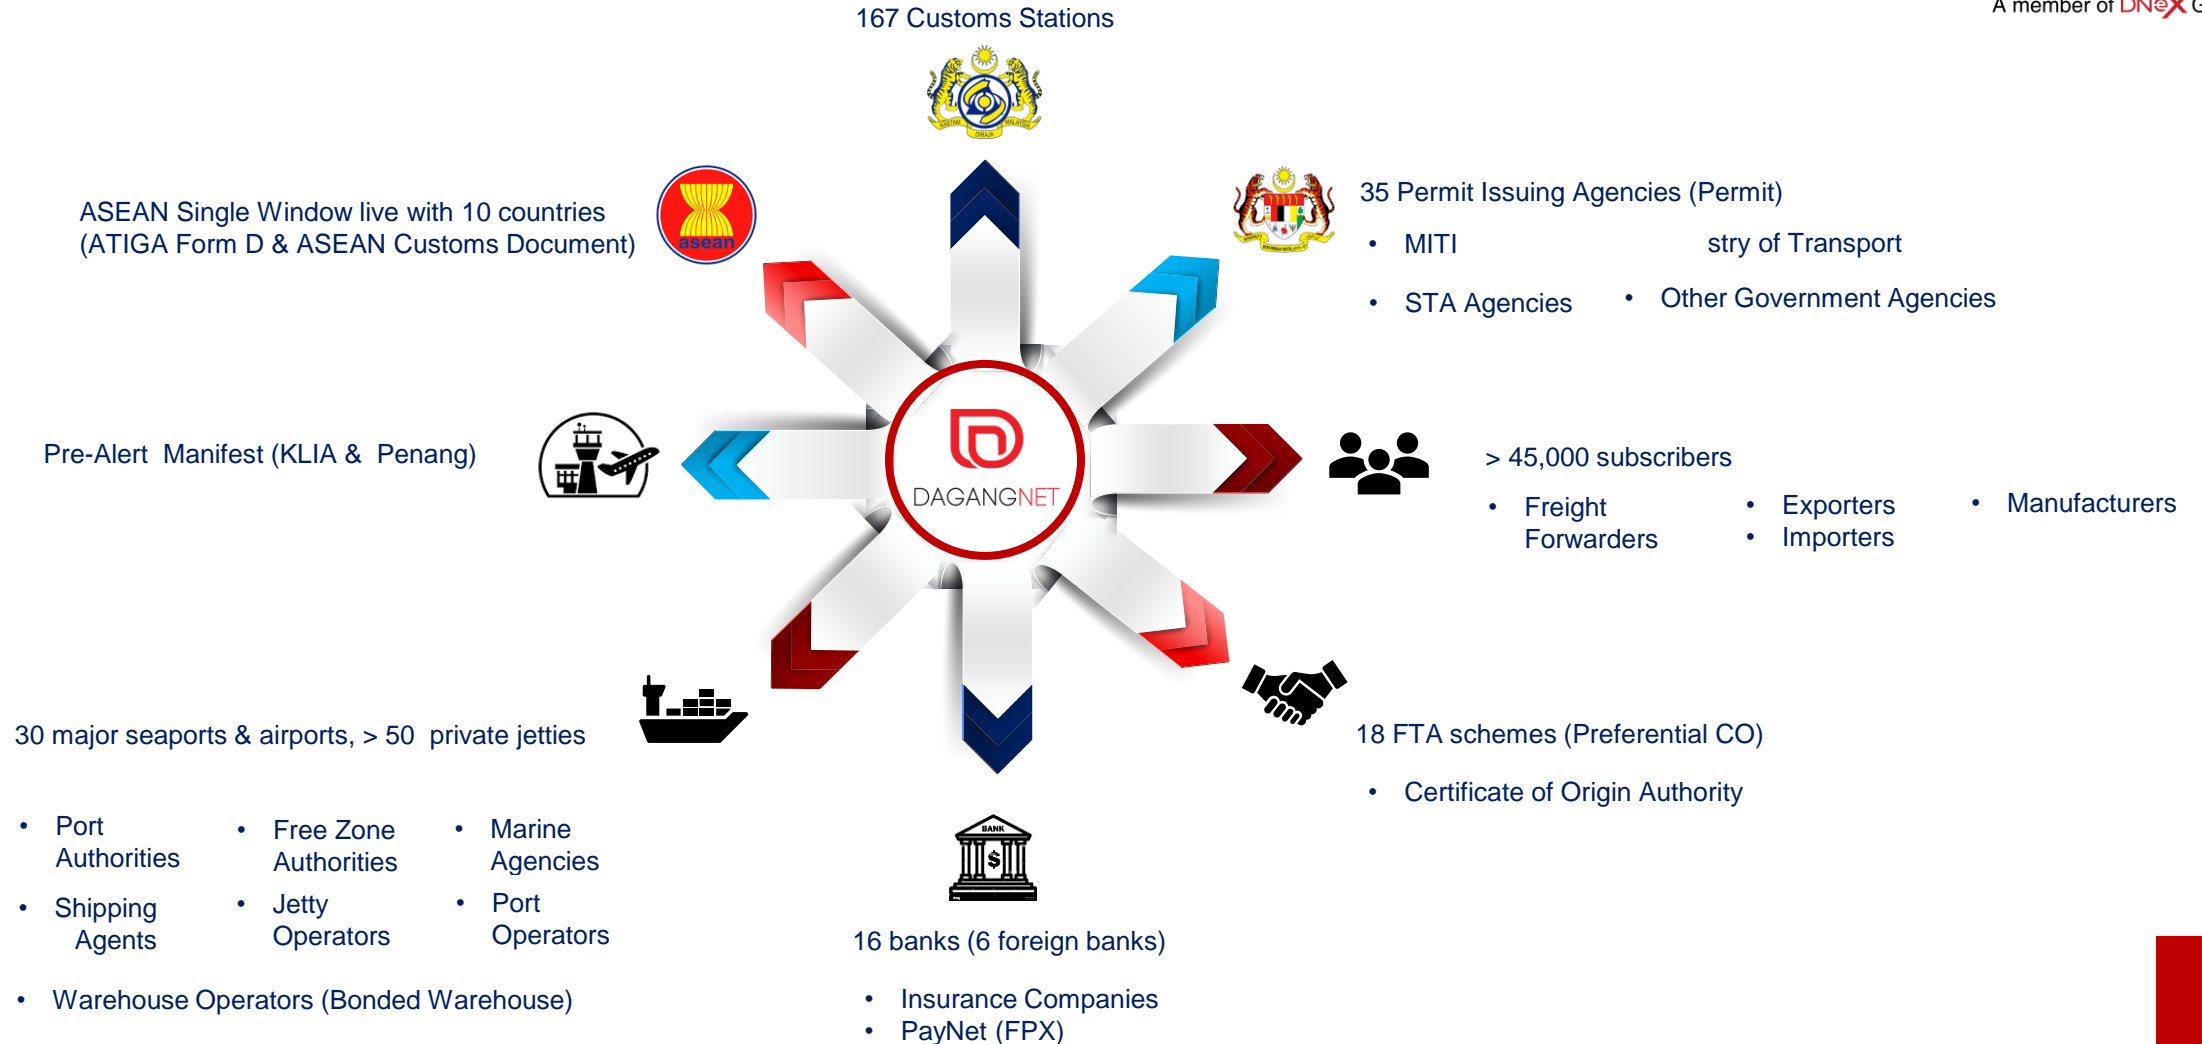 A member of DNeX G
167 Customs Stations
KASTAM DIRAJA MALAYSIA
ASEAN Single Window live with 10 countries
(ATIGA Form D & ASEAN Customs Document)
asean
35 Permit Issuing Agencies (Permit)
• MITI
stry of Transport
• STA Agencies
• Other Government Agencies
Pre-Alert Manifest (KLIA & Penang)
DAGANGNET
> 45,000 subscribers
• Freight
Forwarders
• Exporters
• Importers
• Manufacturers
30 major seaports & airports, > 50 private jetties
• Port
Authorities
• Free Zone
Authorities
• Marine
Agencies
• Shipping
Agents
• Jetty
Operators
• Port
Operators
• Warehouse Operators (Bonded Warehouse)
18 FTA schemes (Preferential CO)
• Certificate of Origin Authority
BANK
$
16 banks (6 foreign banks)
• Insurance Companies
• PayNet (FPX)